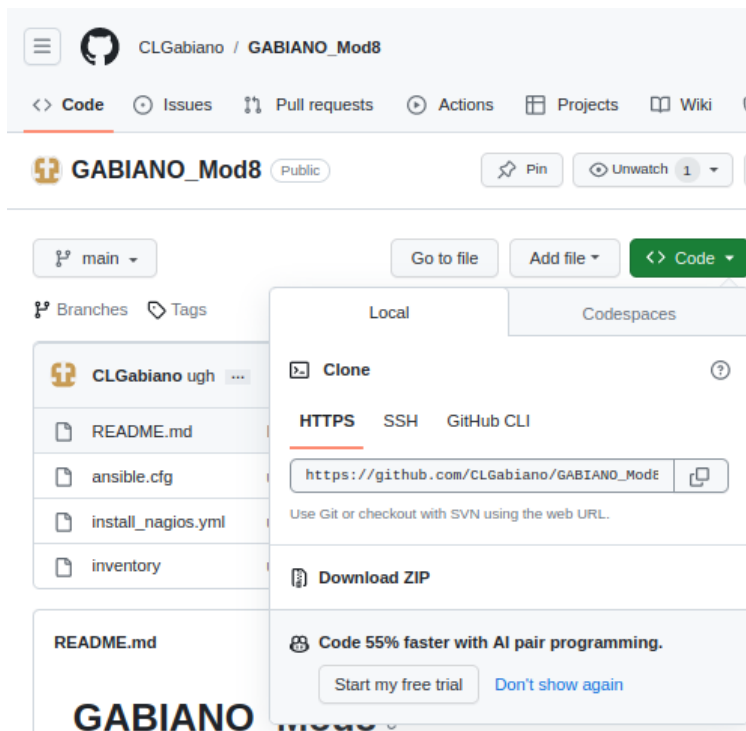 CLGabiano / GABIANO_Mod8
Code Issues Pull requests Actions Projects Wiki
GABIANO_Mod8 Public Pin Unwatch 1
main Go to file Add file Code
Branches Tags
Local Codespaces
CLGabiano ugh ...
Clone
README.md
HTTPS SSH GitHub CLI
ansible.cfg
https://github.com/CLGabiano/GABIANO_Mod8
install_nagios.yml
Use Git or checkout with SVN using the web URL.
inventory
Download ZIP
README.md
Code 55% faster with AI pair programming.
Start my free trial Don't show again
GABIANO_Mod8